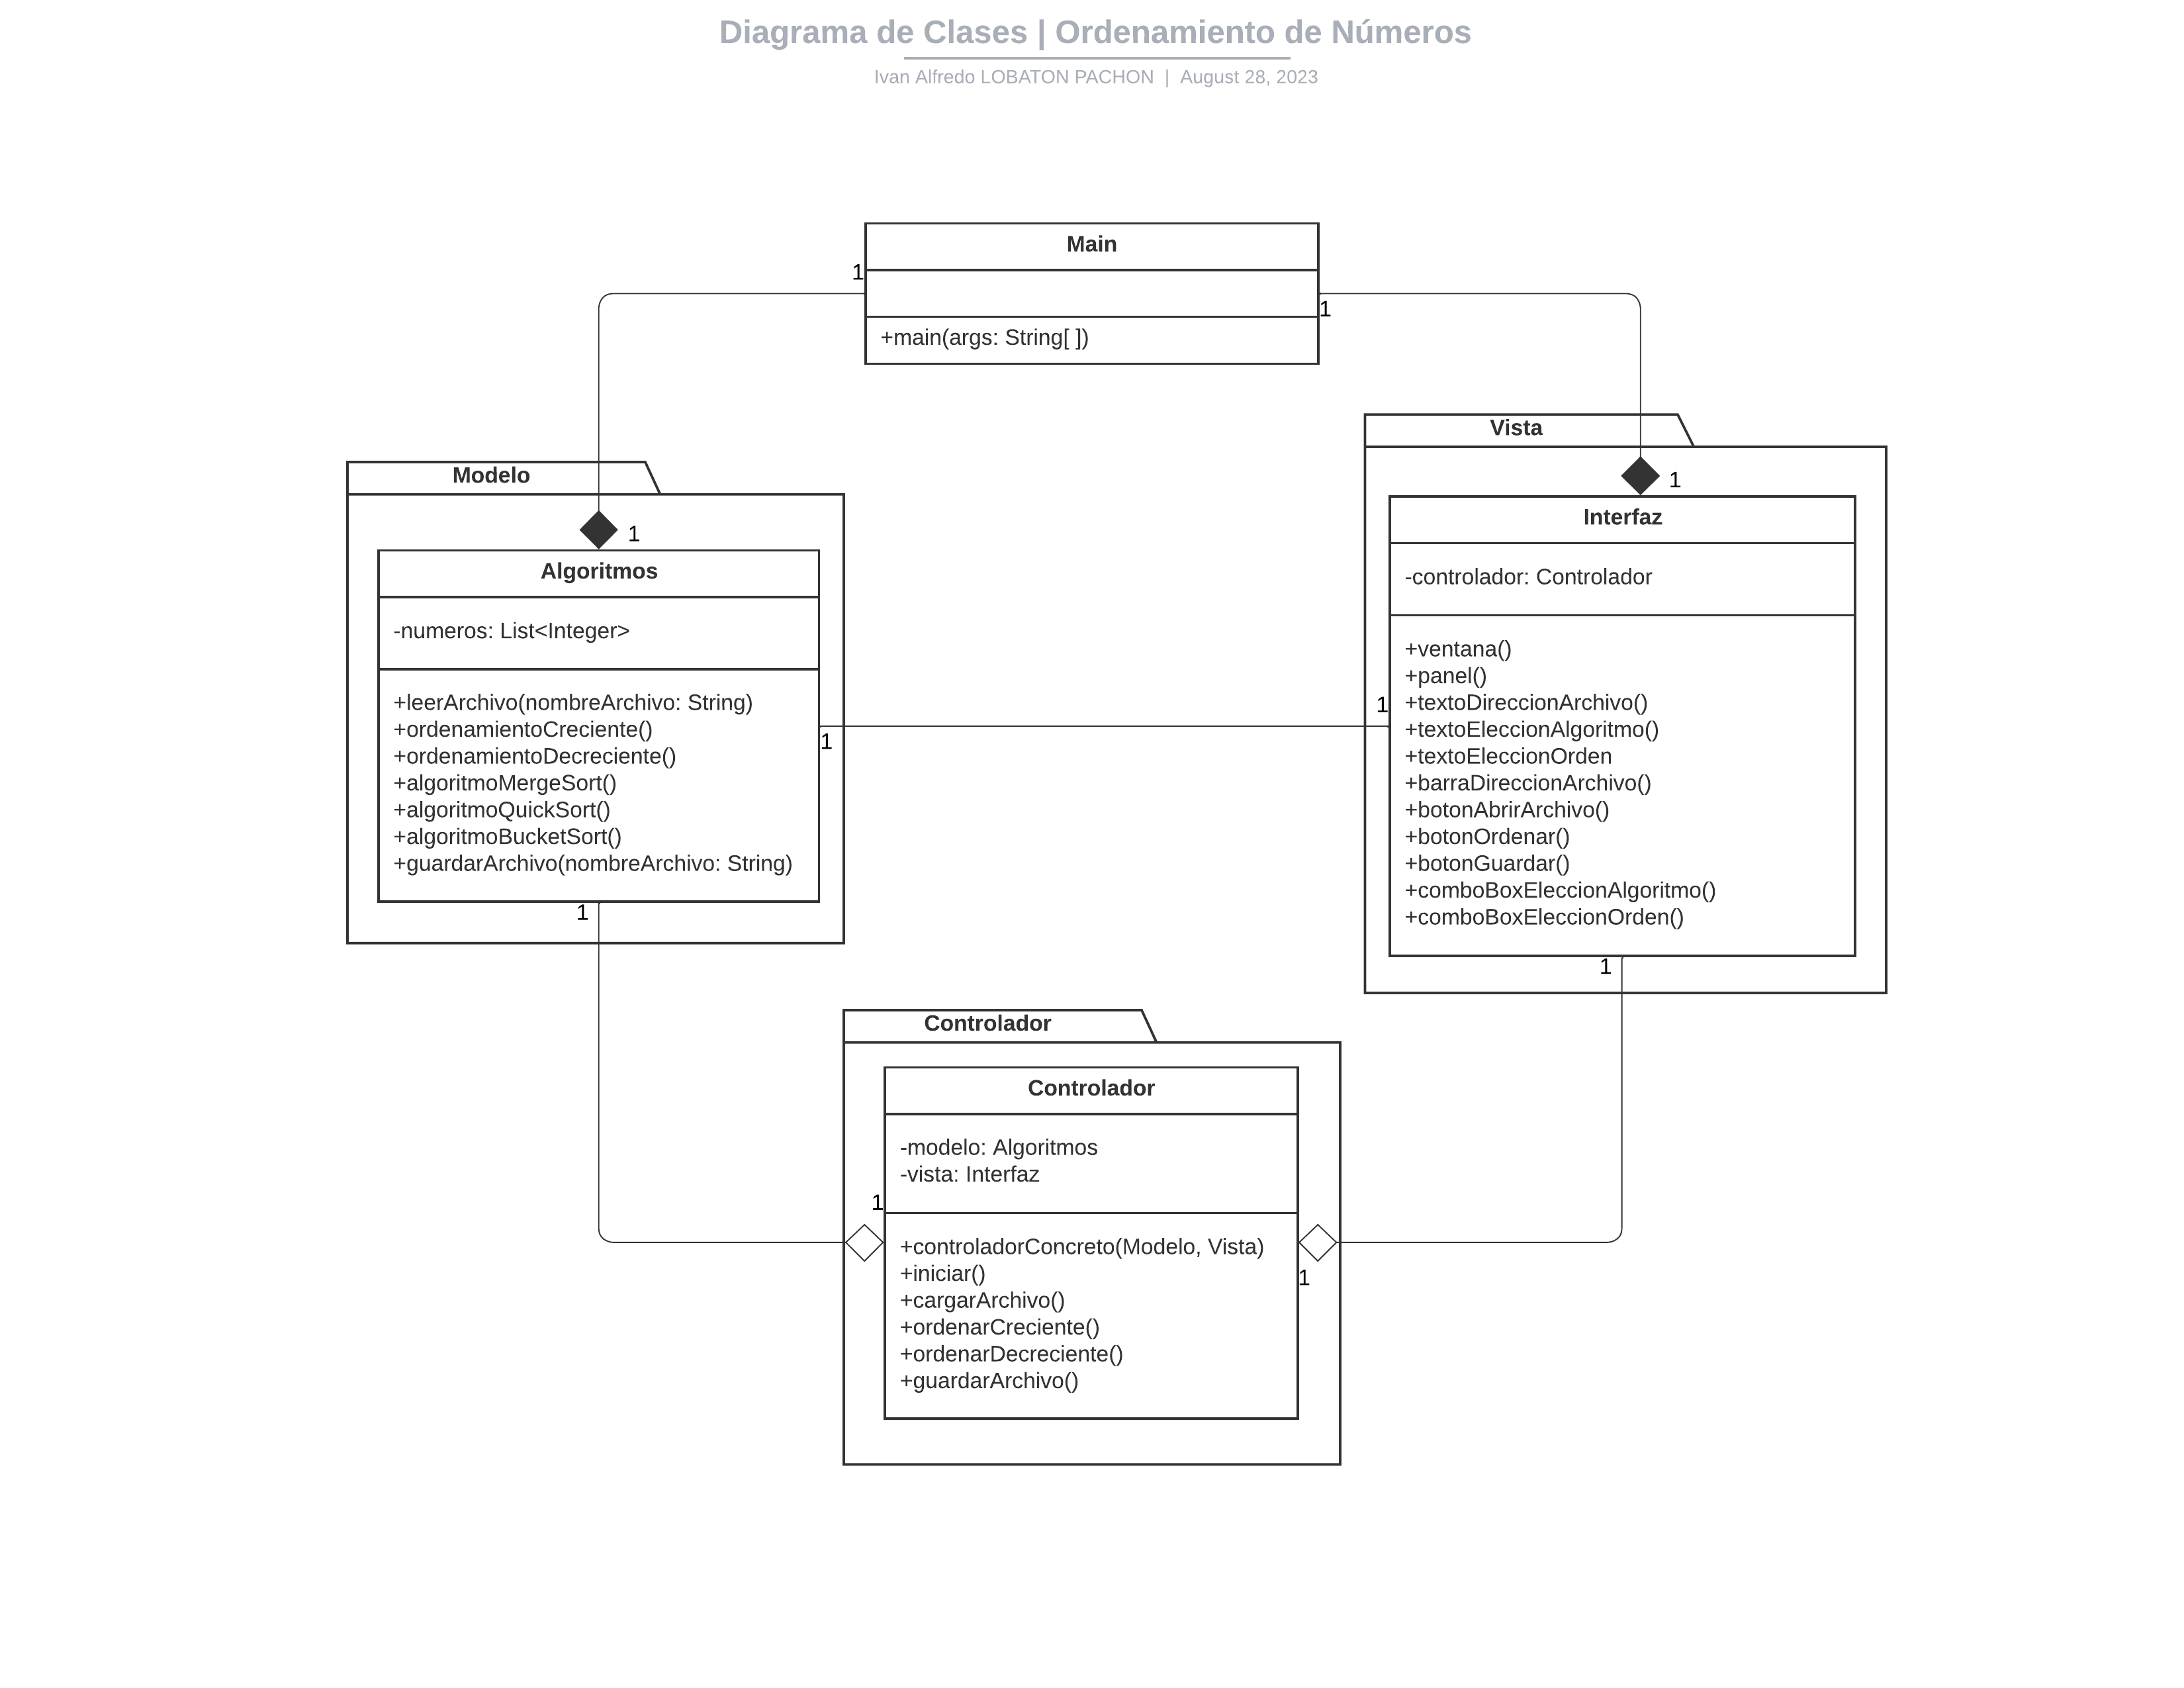 Diagrama de Clases | Ordenamiento de Números
Ivan Alfredo LOBATON PACHON | August 28, 2023
Main
1
1
+main(args: String[ ])
Modelo
1
Algoritmos
-numeros: List<Integer>
+leerArchivo(nombreArchivo: String)
+ordenamientoCreciente()
+ordenamientoDecreciente()
+algoritmoMergeSort()
+algoritmoQuickSort()
+algoritmoBucketSort()
+guardarArchivo(nombreArchivo: String)
1
1
Vista
1
Interfaz
-controlador: Controlador
1
+ventana()
+panel()
+textoDireccionArchivo()
+textoEleccionAlgoritmo()
+textoEleccionOrden
+barraDireccionArchivo()
+botonAbrirArchivo()
+botonOrdenar()
+botonGuardar()
+comboBoxEleccionAlgoritmo()
+comboBoxEleccionOrden()
1
Controlador
Controlador
-modelo: Algoritmos
-vista: Interfaz
1
+controladorConcreto(Modelo, Vista)
+iniciar()
+cargarArchivo()
+ordenarCreciente()
+ordenarDecreciente()
+guardarArchivo()
1